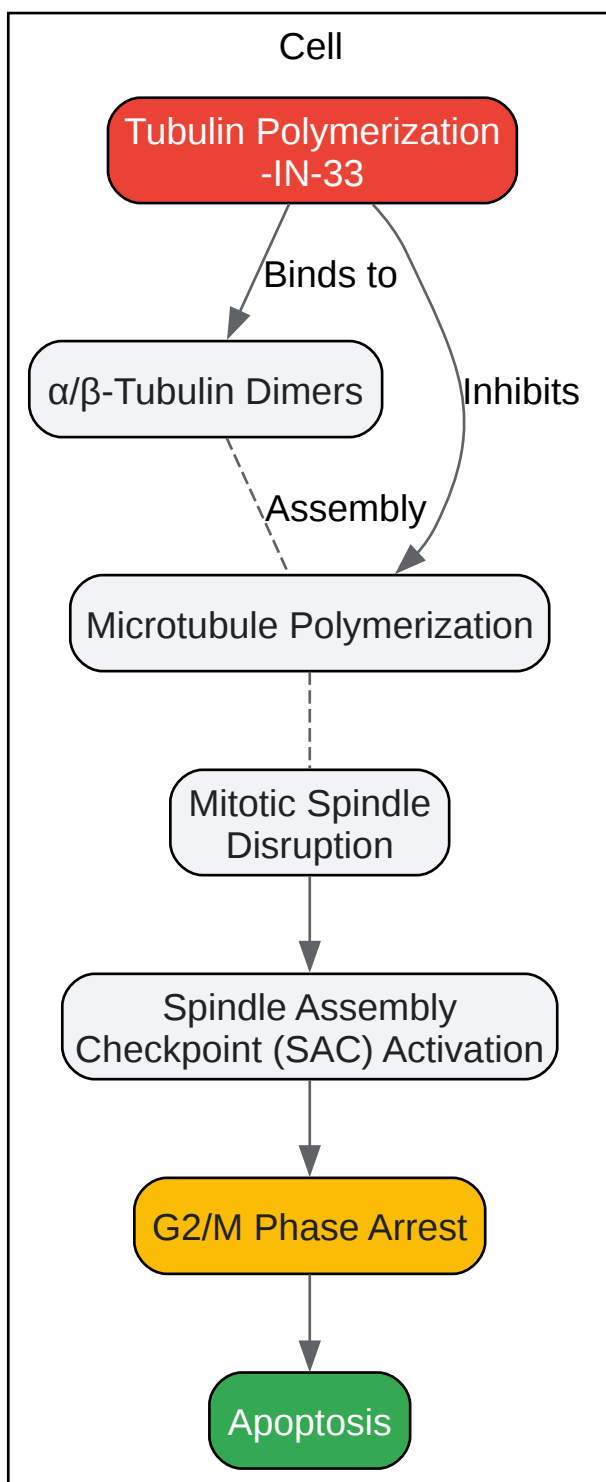 Cell
Tubulin Polymerization
-IN-33
Binds to
α/β-Tubulin Dimers
Inhibits
Assembly
Microtubule Polymerization
Mitotic Spindle
Disruption
Spindle Assembly
Checkpoint (SAC) Activation
G2/M Phase Arrest
Apoptosis